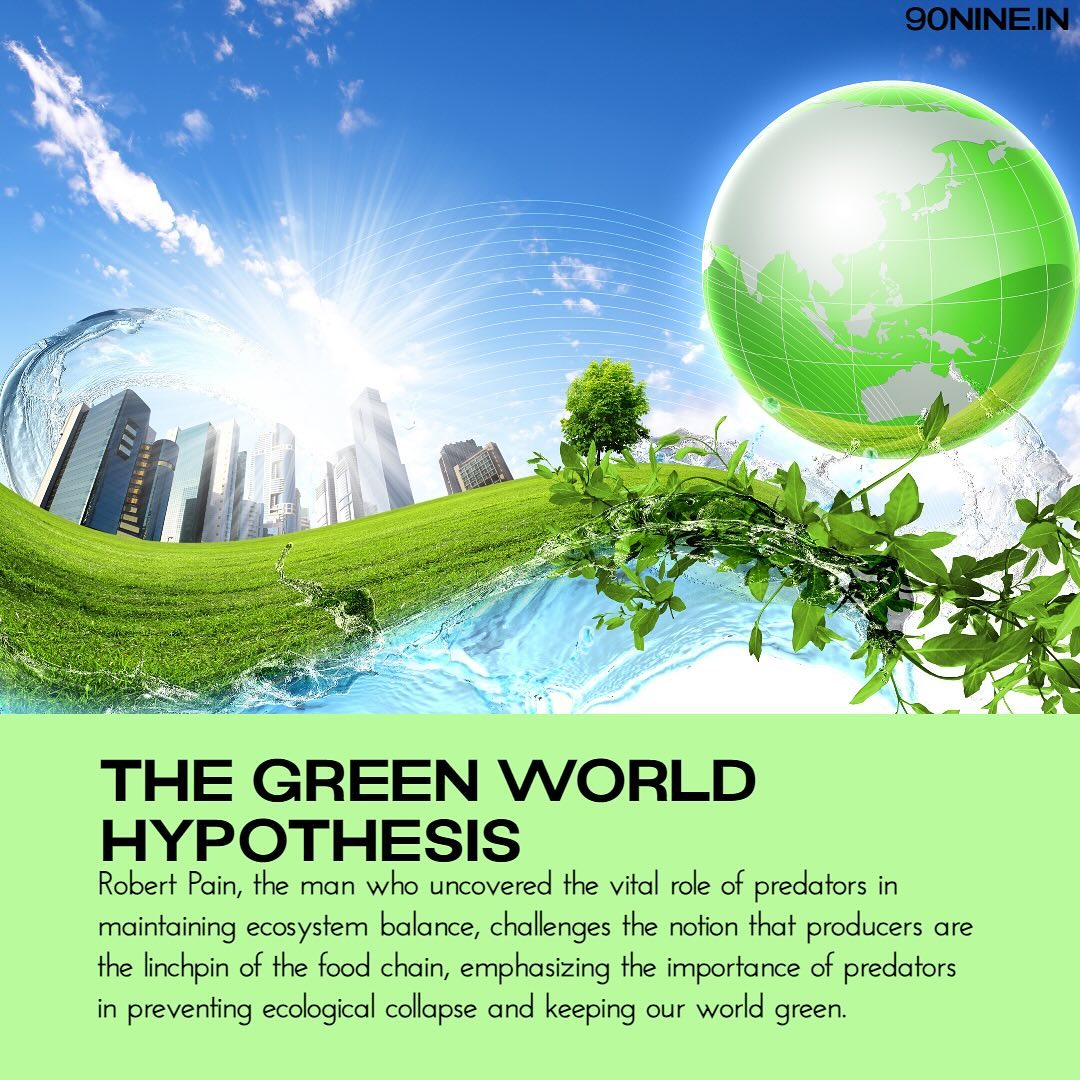 90NINE.IN
THE GREEN WORLD
HYPOTHESIS
Robert Pain, the man who uncovered the vital role of predators in
maintaining ecosystem balance, challenges the notion that producers are
the linchpin of the food chain, emphasizing the importance of predators
in preventing ecological collapse and keeping our world green.